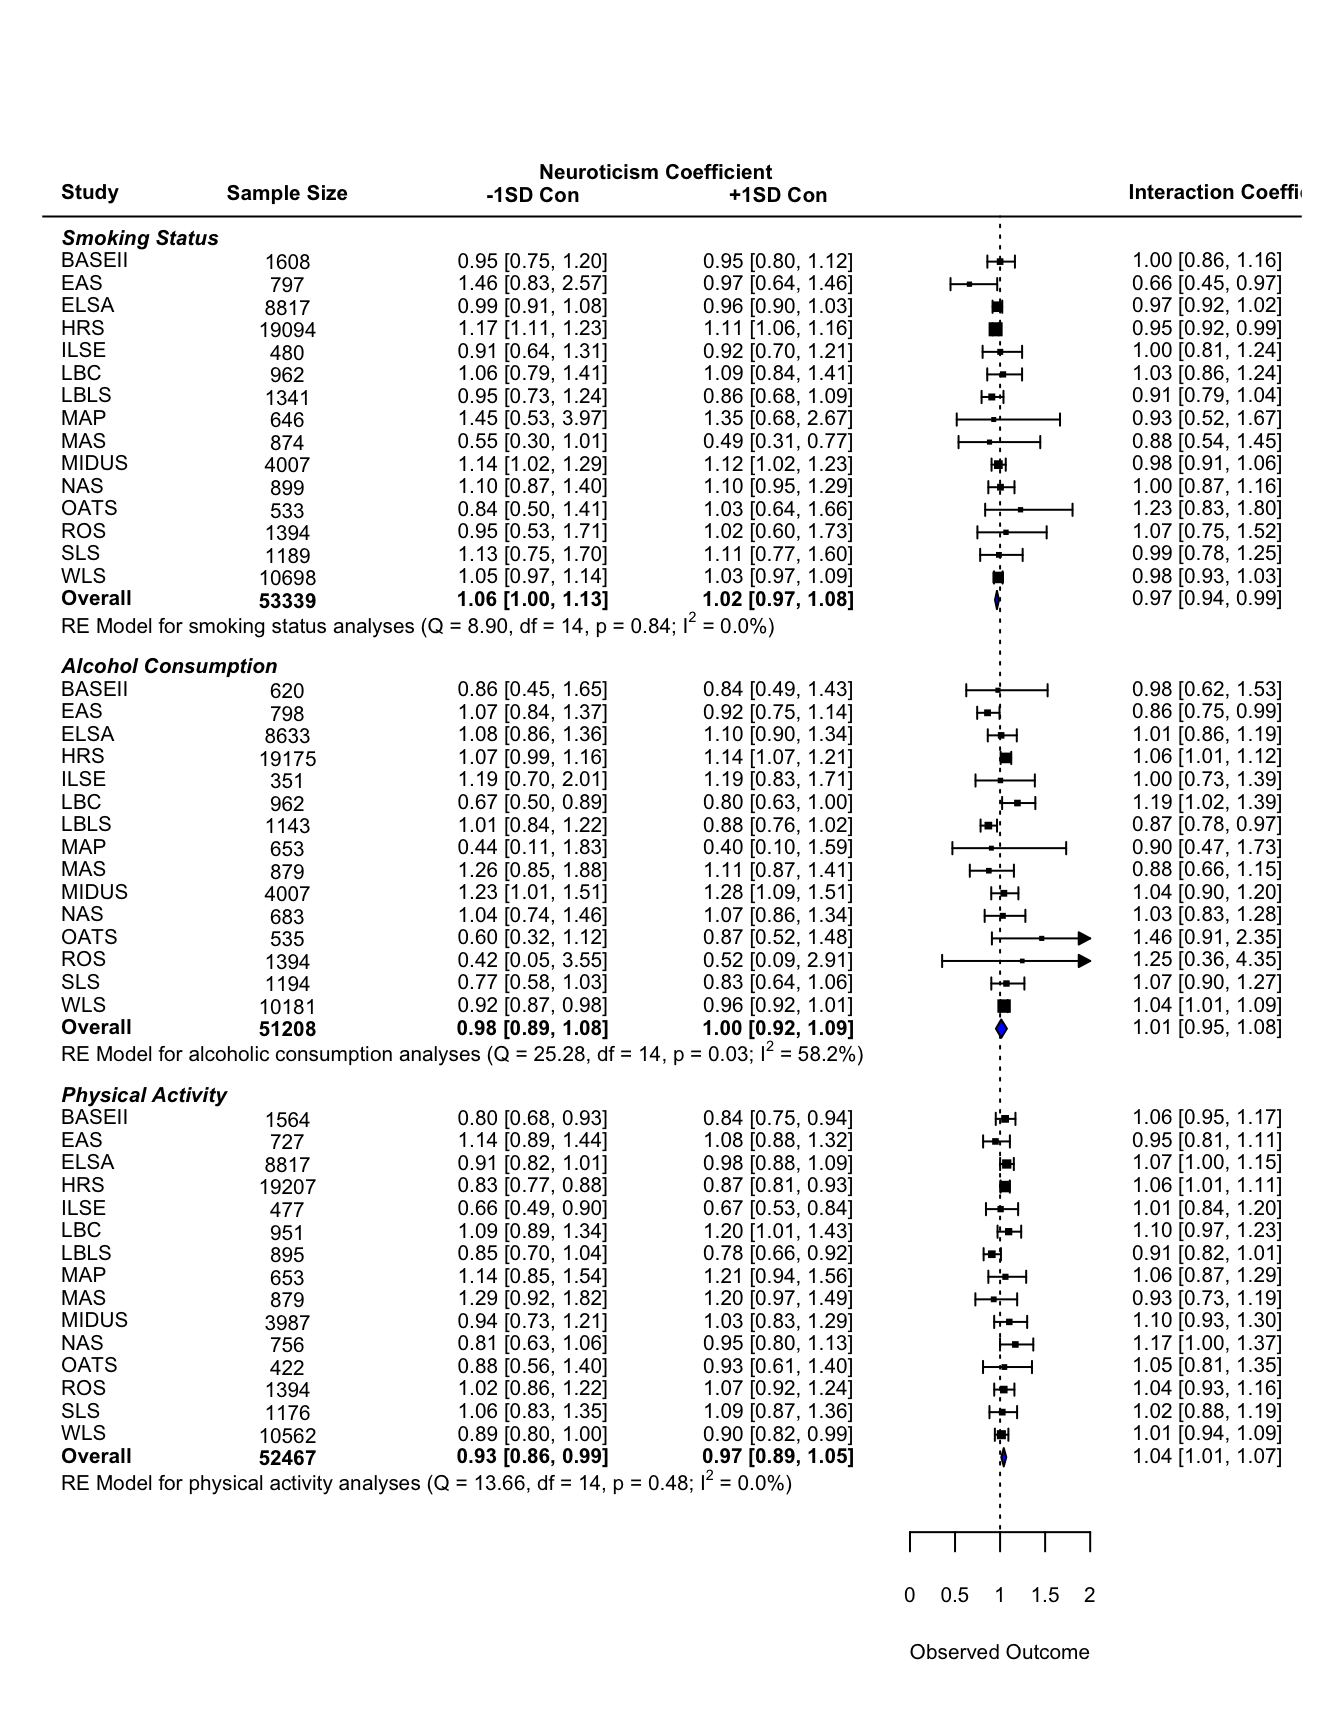 Neuroticism Coefficient
Study Sample Size -1SD Con +1SD Con Interaction Coeffi
Smoking Status
BASEII 1608 0.95 [0.75, 1.20] 0.95 [0.80, 1.12] 1.00 [0.86, 1.16]
EAS 797 1.46 [0.83, 2.57] 0.97 [0.64, 1.46] 0.66 [0.45, 0.97]
ELSA 8817 0.99 [0.91, 1.08] 0.96 [0.90, 1.03] 0.97 [0.92, 1.02]
HRS 19094 1.17 [1.11, 1.23] 1.11 [1.06, 1.16] 0.95 [0.92, 0.99]
ILSE 480 0.91 [0.64, 1.31] 0.92 [0.70, 1.21] 1.00 [0.81, 1.24]
LBC 962 1.06 [0.79, 1.41] 1.09 [0.84, 1.41] 1.03 [0.86, 1.24]
LBLS 1341 0.95 [0.73, 1.24] 0.86 [0.68, 1.09] 0.91 [0.79, 1.04]
MAP 646 1.45 [0.53, 3.97] 1.35 [0.68, 2.67] 0.93 [0.52, 1.67]
MAS 874 0.55 [0.30, 1.01] 0.49 [0.31, 0.77] 0.88 [0.54, 1.45]
MIDUS 4007 1.14 [1.02, 1.29] 1.12 [1.02, 1.23] 0.98 [0.91, 1.06]
NAS 899 1.10 [0.87, 1.40] 1.10 [0.95, 1.29] 1.00 [0.87, 1.16]
OATS 533 0.84 [0.50, 1.41] 1.03 [0.64, 1.66] 1.23 [0.83, 1.80]
ROS 1394 0.95 [0.53, 1.71] 1.02 [0.60, 1.73] 1.07 [0.75, 1.52]
SLS 1189 1.13 [0.75, 1.70] 1.11 [0.77, 1.60] 0.99 [0.78, 1.25]
WLS 10698 1.05 [0.97, 1.14] 1.03 [0.97, 1.09] 0.98 [0.93, 1.03]
Overall 53339 1.06 [1.00, 1.13] 1.02 [0.97, 1.08] 0.97 [0.94, 0.99]
RE Model for smoking status analyses (Q = 8.90, df = 14, p = 0.84; I² = 0.0%)
Alcohol Consumption
BASEII 620 0.86 [0.45, 1.65] 0.84 [0.49, 1.43] 0.98 [0.62, 1.53]
EAS 798 1.07 [0.84, 1.37] 0.92 [0.75, 1.14] 0.86 [0.75, 0.99]
ELSA 8633 1.08 [0.86, 1.36] 1.10 [0.90, 1.34] 1.01 [0.86, 1.19]
HRS 19175 1.07 [0.99, 1.16] 1.14 [1.07, 1.21] 1.06 [1.01, 1.12]
ILSE 351 1.19 [0.70, 2.01] 1.19 [0.83, 1.71] 1.00 [0.73, 1.39]
LBC 962 0.67 [0.50, 0.89] 0.80 [0.63, 1.00] 1.19 [1.02, 1.39]
LBLS 1143 1.01 [0.84, 1.22] 0.88 [0.76, 1.02] 0.87 [0.78, 0.97]
MAP 653 0.44 [0.11, 1.83] 0.40 [0.10, 1.59] 0.90 [0.47, 1.73]
MAS 879 1.26 [0.85, 1.88] 1.11 [0.87, 1.41] 0.88 [0.66, 1.15]
MIDUS 4007 1.23 [1.01, 1.51] 1.28 [1.09, 1.51] 1.04 [0.90, 1.20]
NAS 683 1.04 [0.74, 1.46] 1.07 [0.86, 1.34] 1.03 [0.83, 1.28]
OATS 535 0.60 [0.32, 1.12] 0.87 [0.52, 1.48] 1.46 [0.91, 2.35]
ROS 1394 0.42 [0.05, 3.55] 0.52 [0.09, 2.91] 1.25 [0.36, 4.35]
SLS 1194 0.77 [0.58, 1.03] 0.83 [0.64, 1.06] 1.07 [0.90, 1.27]
WLS 10181 0.92 [0.87, 0.98] 0.96 [0.92, 1.01] 1.04 [1.01, 1.09]
Overall 51208 0.98 [0.89, 1.08] 1.00 [0.92, 1.09] 1.01 [0.95, 1.08]
RE Model for alcoholic consumption analyses (Q = 25.28, df = 14, p = 0.03; I² = 58.2%)
Physical Activity
BASEII 1564 0.80 [0.68, 0.93] 0.84 [0.75, 0.94] 1.06 [0.95, 1.17]
EAS 727 1.14 [0.89, 1.44] 1.08 [0.88, 1.32] 0.95 [0.81, 1.11]
ELSA 8817 0.91 [0.82, 1.01] 0.98 [0.88, 1.09] 1.07 [1.00, 1.15]
HRS 19207 0.83 [0.77, 0.88] 0.87 [0.81, 0.93] 1.06 [1.01, 1.11]
ILSE 477 0.66 [0.49, 0.90] 0.67 [0.53, 0.84] 1.01 [0.84, 1.20]
LBC 951 1.09 [0.89, 1.34] 1.20 [1.01, 1.43] 1.10 [0.97, 1.23]
LBLS 895 0.85 [0.70, 1.04] 0.78 [0.66, 0.92] 0.91 [0.82, 1.01]
MAP 653 1.14 [0.85, 1.54] 1.21 [0.94, 1.56] 1.06 [0.87, 1.29]
MAS 879 1.29 [0.92, 1.82] 1.20 [0.97, 1.49] 0.93 [0.73, 1.19]
MIDUS 3987 0.94 [0.73, 1.21] 1.03 [0.83, 1.29] 1.10 [0.93, 1.30]
NAS 756 0.81 [0.63, 1.06] 0.95 [0.80, 1.13] 1.17 [1.00, 1.37]
OATS 422 0.88 [0.56, 1.40] 0.93 [0.61, 1.40] 1.05 [0.81, 1.35]
ROS 1394 1.02 [0.86, 1.22] 1.07 [0.92, 1.24] 1.04 [0.93, 1.16]
SLS 1176 1.06 [0.83, 1.35] 1.09 [0.87, 1.36] 1.02 [0.88, 1.19]
WLS 10562 0.89 [0.80, 1.00] 0.90 [0.82, 0.99] 1.01 [0.94, 1.09]
Overall 52467 0.93 [0.86, 0.99] 0.97 [0.89, 1.05] 1.04 [1.01, 1.07]
RE Model for physical activity analyses (Q = 13.66, df = 14, p = 0.48; I² = 0.0%)
0 0.5 1 1.5 2
Observed Outcome